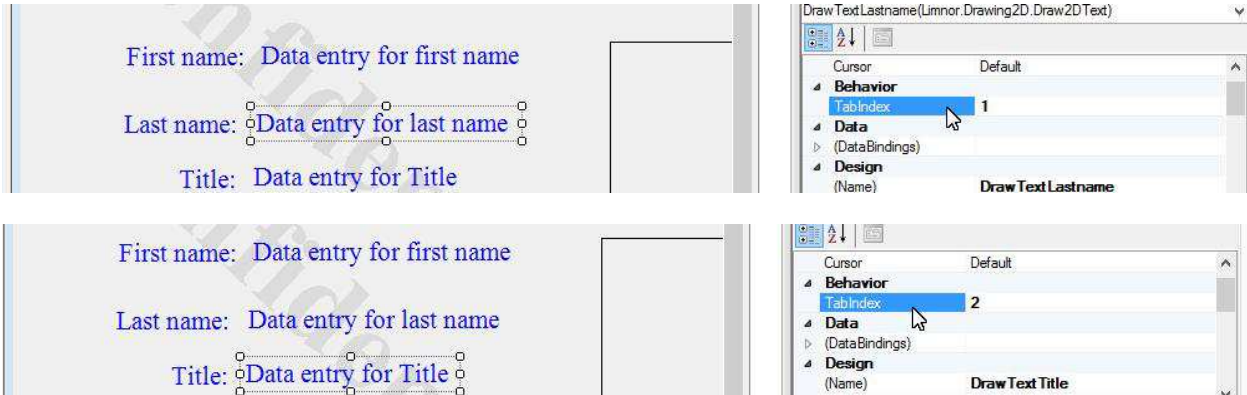 DrawTextLastname(Limnor.Drawing2D.Draw2DText)
First name: Data entry for first name
Cursor Default
Behavior
Last name: Data entry for last name
TabIndex 1
Data
(DataBindings)
Title: Data entry for Title
Design
(Name) DrawTextLastname
First name: Data entry for first name
Cursor Default
Behavior
TabIndex 2
Last name: Data entry for last name
Data
(DataBindings)
Title: Data entry for Title
Design
(Name) DrawTextTitle